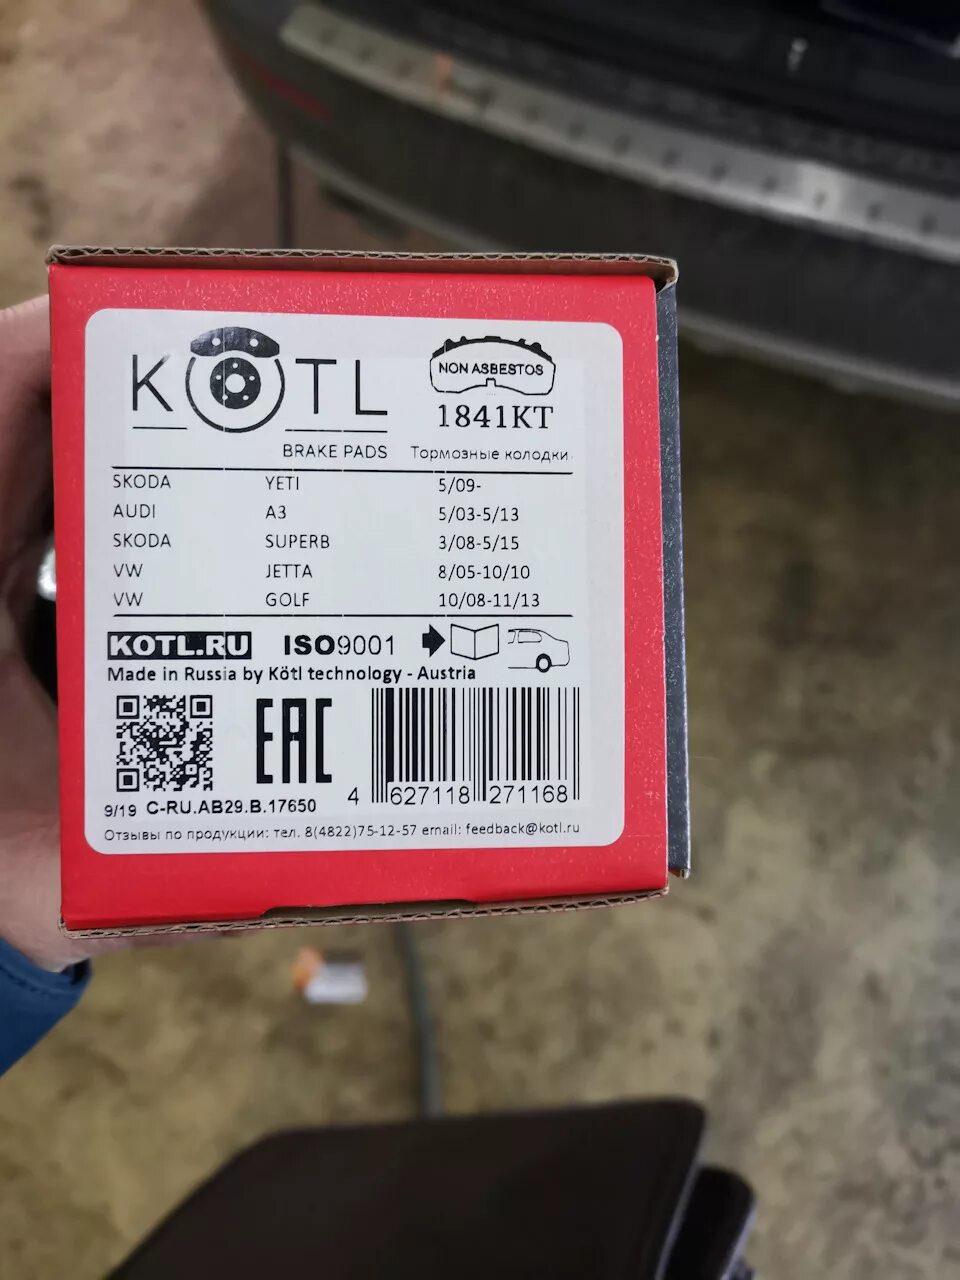 KÖTL
NON ASBESTOS
1841KT
BRAKE PADS Тормозные колодки
SKODA YETI 5/09-
AUDI A3 5/03-5/13
SKODA SUPERB 3/08-5/15
VW JETTA 8/05-10/10
VW GOLF 10/08-11/13
KOTL.RU ISO9001
Made in Russia by Kötl technology - Austria
EAC
4 627118 271168
9/19 C-RU.AB29.B.17650
Отзывы по продукции: тел. 8(4822)75-12-57 email: feedback@kotl.ru